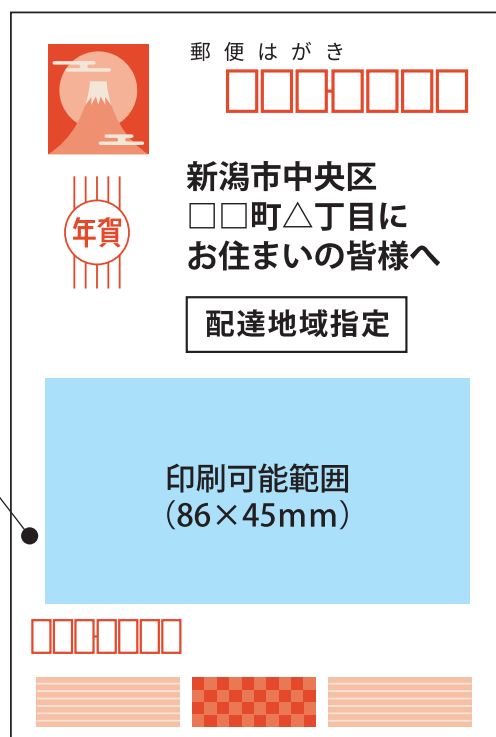 郵便はがき
新潟市中央区
□□町△丁目に
お住まいの皆様へ
年賀
配達地域指定
印刷可能範囲
（86×45mm）